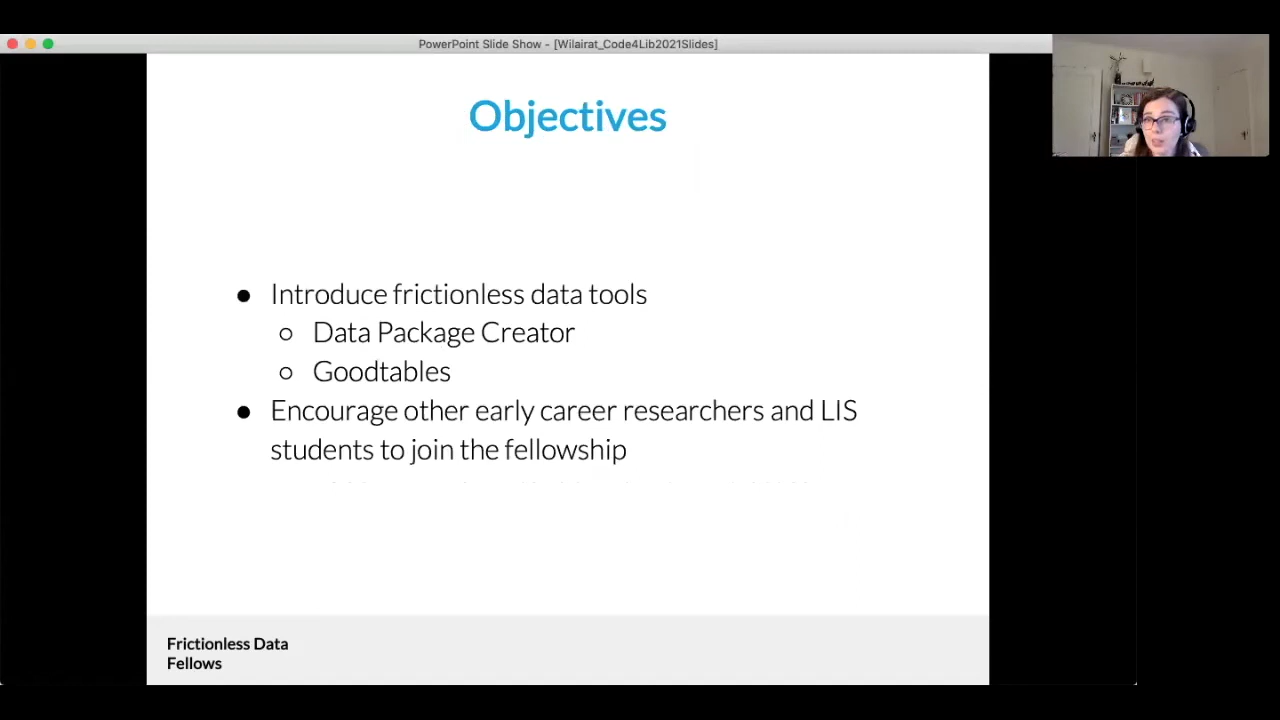 PowerPoint Slide Show - [Wilairat_Code4Lib2021Slides]
Objectives
● Introduce frictionless data tools
○ Data Package Creator
○ Goodtables
● Encourage other early career researchers and LIS
students to join the fellowship
Frictionless Data
Fellows